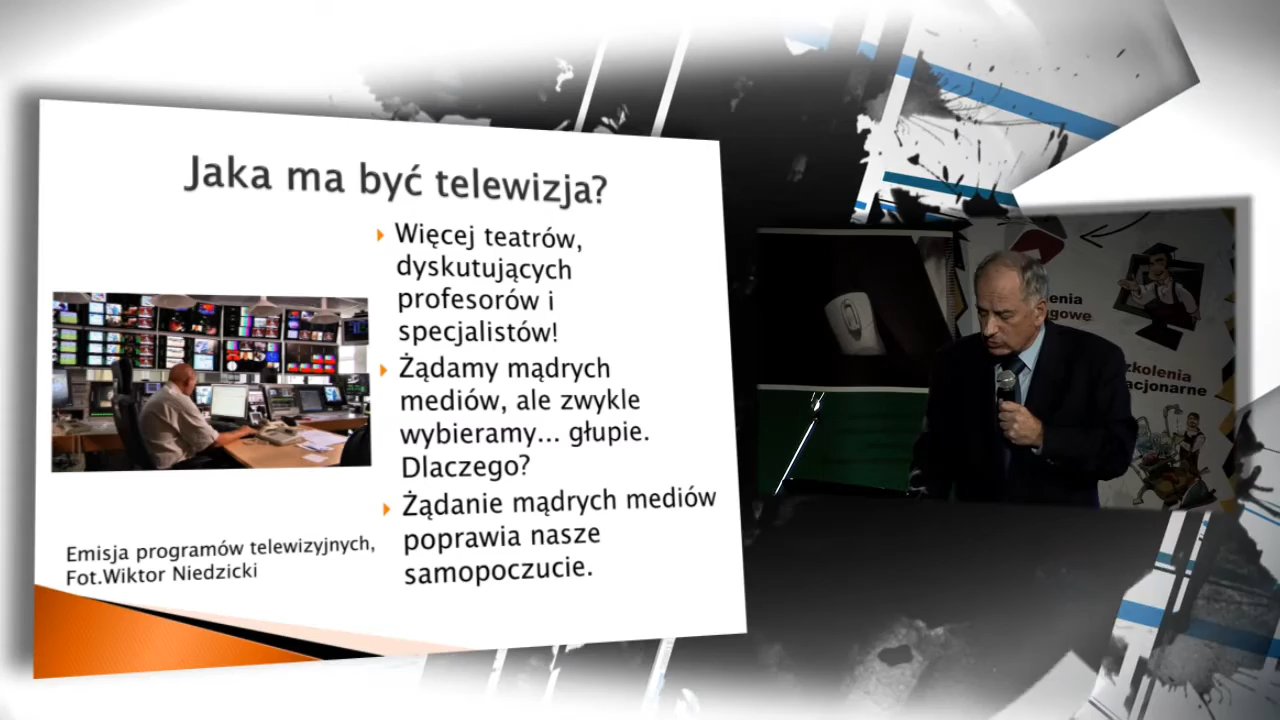 Jaka ma być telewizja?
Więcej teatrów,
dyskutujących
profesorów i
specjalistów!
Żądamy mądrych
mediów, ale zwykle
wybieramy... głupie.
Dlaczego?
Żądanie mądrych mediów
poprawia nasze
samopoczucie.
Emisja programów telewizyjnych,
Fot.Wiktor Niedzicki